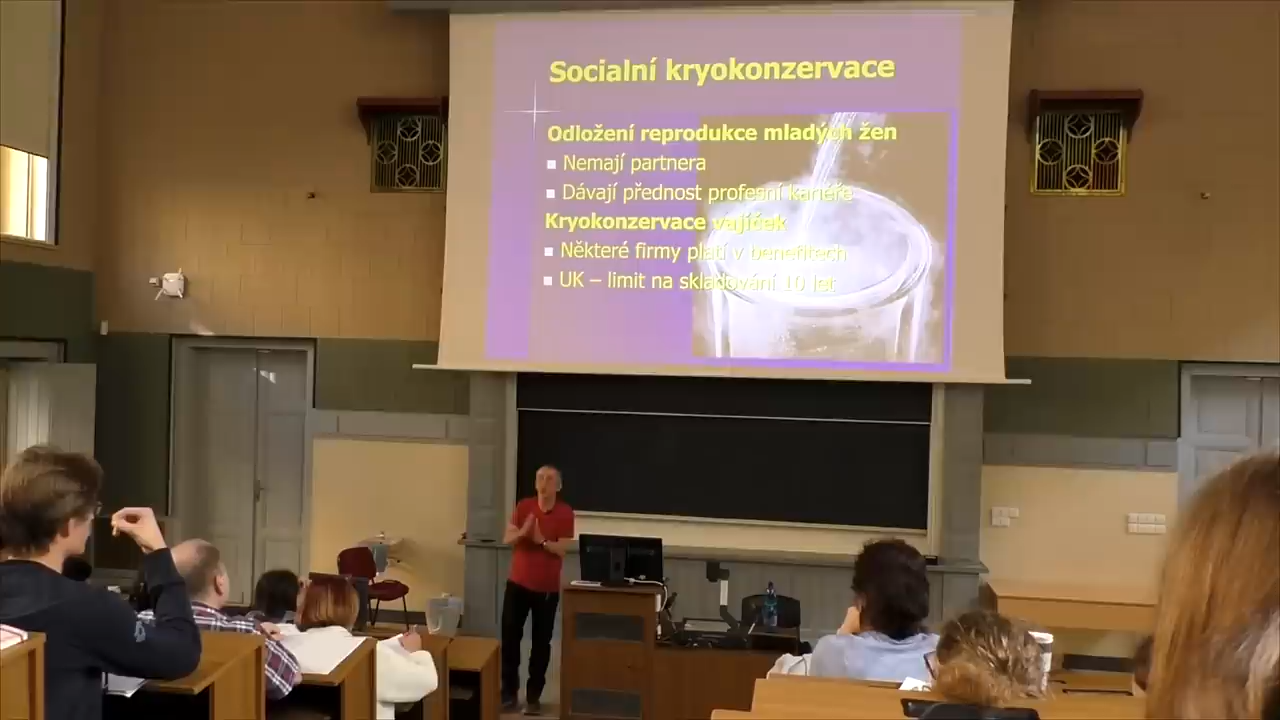 Socialní kryokonzervace
Odložení reprodukce mladých žen
Nemají partnera
Dávají přednost profesní kariéře
Kryokonzervace vajíček
Některé firmy platí v benefitech
UK – limit na skladování 10 let